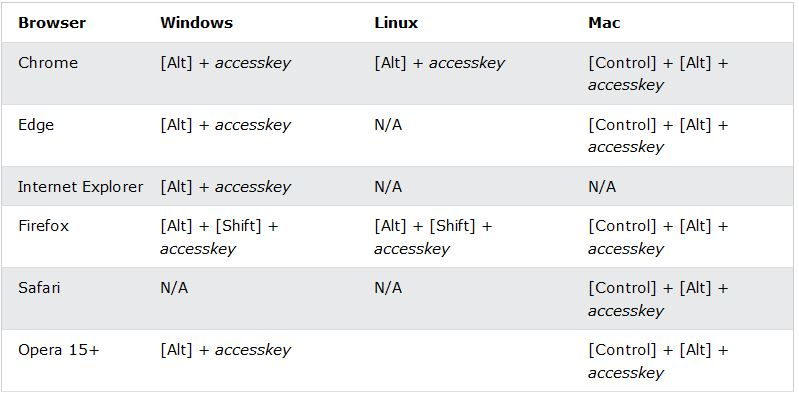 Browser Windows Linux Mac
Chrome [Alt] + accesskey [Alt] + accesskey [Control] + [Alt] +
accesskey
Edge [Alt] + accesskey N/A [Control] + [Alt] +
accesskey
Internet Explorer [Alt] + accesskey N/A N/A
Firefox [Alt] + [Shift] + [Alt] + [Shift] + [Control] + [Alt] +
accesskey accesskey accesskey
Safari N/A N/A [Control] + [Alt] +
accesskey
Opera 15+ [Alt] + accesskey [Control] + [Alt] +
accesskey